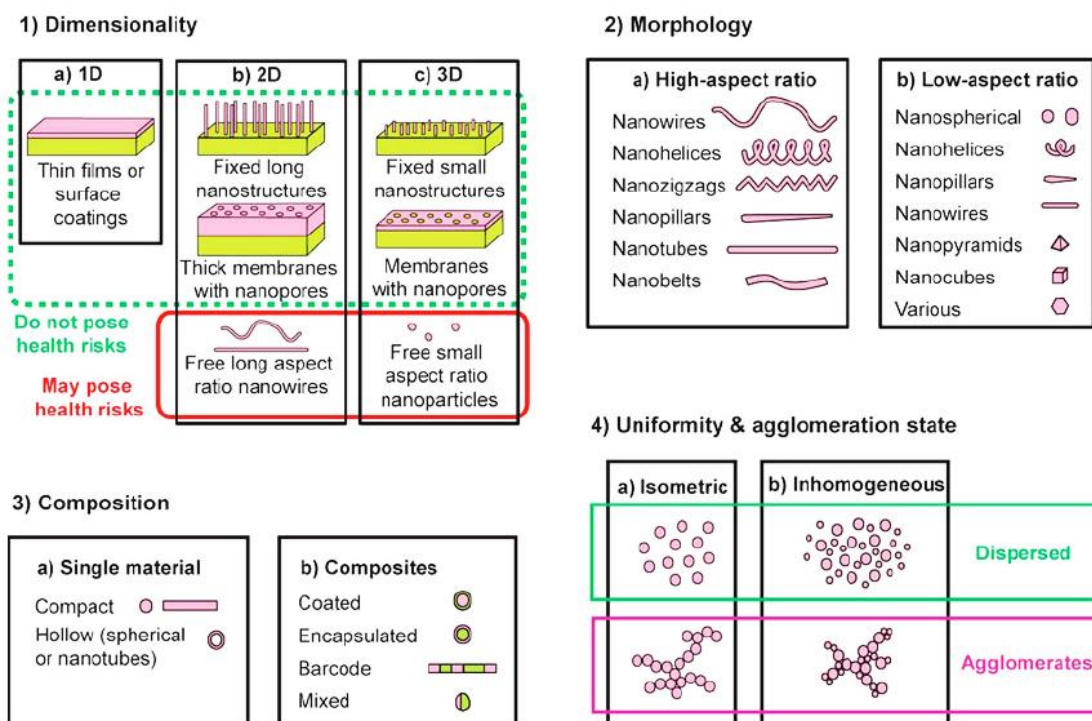 1) Dimensionality
a) 1D
Thin films or
surface
coatings
b) 2D
Fixed long
nanostructures
Thick membranes
with nanopores
Free long aspect
ratio nanowires
c) 3D
Fixed small
nanostructures
Membranes
with nanopores
Free small
aspect ratio
nanoparticles
Do not pose
health risks
May pose
health risks
2) Morphology
a) High-aspect ratio
Nanowires
Nanohelices
Nanozigzags
Nanopillars
Nanotubes
Nanobelts
b) Low-aspect ratio
Nanospherical
Nanohelices
Nanopillars
Nanowires
Nanopyramids
Nanocubes
Various
3) Composition
a) Single material
Compact
Hollow (spherical
or nanotubes)
b) Composites
Coated
Encapsulated
Barcode
Mixed
4) Uniformity & agglomeration state
a) Isometric
b) Inhomogeneous
Dispersed
Agglomerates